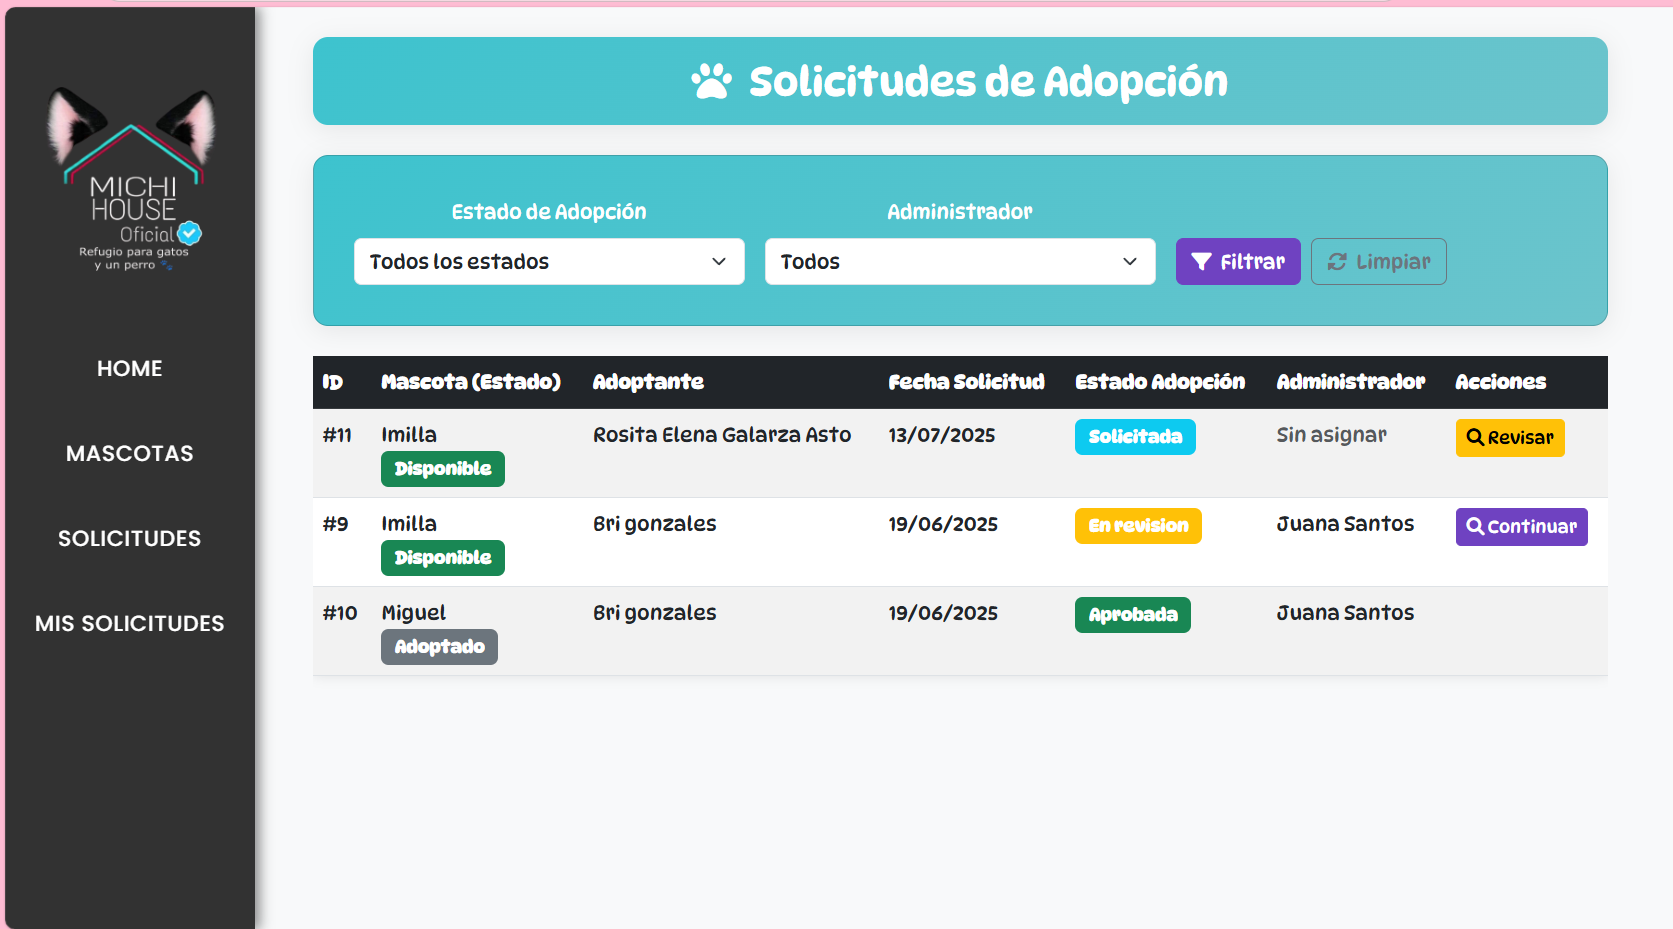 MICHI
HOUSE
Oficial
Refugio para gatos
y un perro
HOME
MASCOTAS
SOLICITUDES
MIS SOLICITUDES
Solicitudes de Adopción
Estado de Adopción Administrador
Todos los estados Todos Filtrar Limpiar
ID Mascota (Estado) Adoptante Fecha Solicitud Estado Adopción Administrador Acciones
#11 Imilla Rosita Elena Galarza Asto 13/07/2025 Solicitada Sin asignar Revisar
Disponible
#9 Imilla Bri gonzales 19/06/2025 En revision Juana Santos Continuar
Disponible
#10 Miguel Bri gonzales 19/06/2025 Aprobada Juana Santos
Adoptado